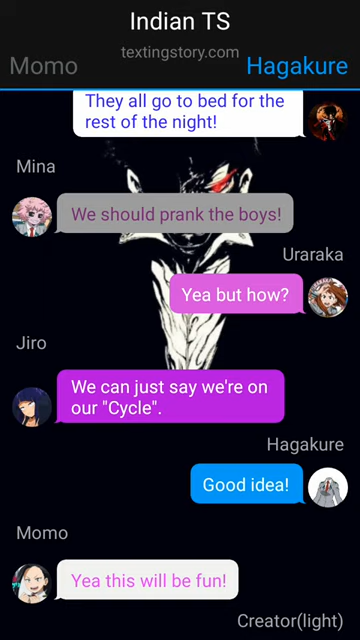 Indian TS
textingstory.com
Momo
Hagakure
They all go to bed for the
rest of the night!
Mina
We should prank the boys!
Uraraka
Yea but how?
Jiro
We can just say we're on
our "Cycle".
Hagakure
Good idea!
Momo
Yea this will be fun!
Creator(light)